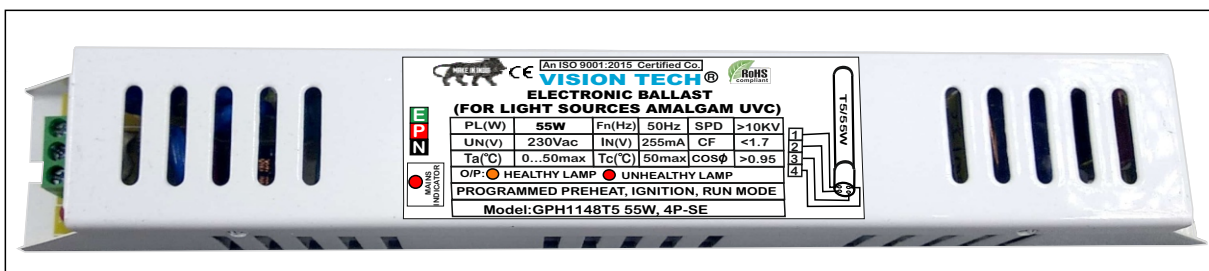 MAKE IN INDIA
CE
An ISO 9001:2015 Certified Co.
VISION TECH®
RoHS
compliant
ELECTRONIC BALLAST
(FOR LIGHT SOURCES AMALGAM UVC)
E
P
N
MAINS
INDICATOR
PL(W) 55W Fn(Hz) 50Hz SPD >10KV
UN(V) 230Vac IN(V) 255mA CF <1.7
Ta(°C) 0...50max Tc(°C) 50max COSϕ >0.95
O/P: HEALTHY LAMP UNHEALTHY LAMP
PROGRAMMED PREHEAT, IGNITION, RUN MODE
Model:GPH1148T5 55W, 4P-SE
1
2
3
4
T5/55W